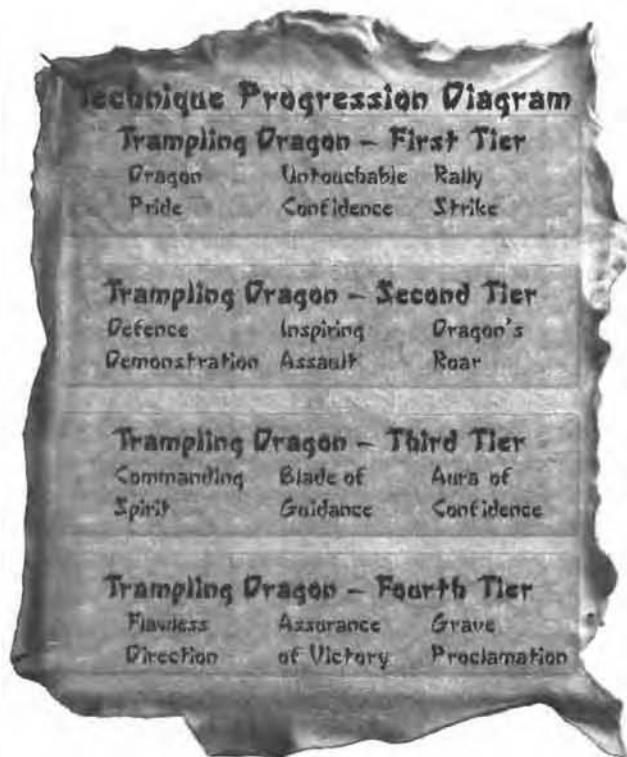 Technique Progression Diagram
Trampling Dragon – First Tier
Dragon Untouchable Rally
Pride Confidence Strike
Trampling Dragon – Second Tier
Defence Inspiring Dragon's
Demonstration Assault Roar
Trampling Dragon – Third Tier
Commanding Blade of Aura of
Spirit Guidance Confidence
Trampling Dragon – Fourth Tier
Flawless Assurance Grave
Direction of Victory Proclamation